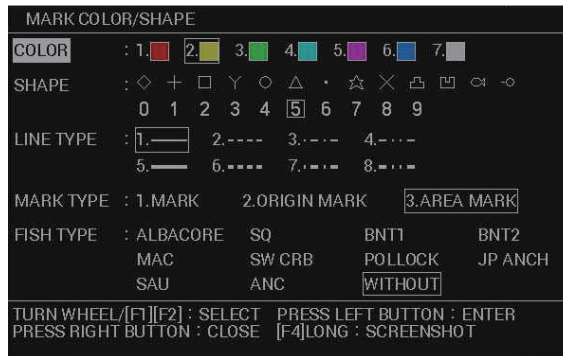 MARK COLOR/SHAPE
COLOR : 1. 2. 3. 4. 5. 6. 7.
SHAPE :
0 1 2 3 4 5 6 7 8 9
LINE TYPE : 1. 2. 3. 4.
5. 6. 7. 8.
MARK TYPE : 1.MARK 2.ORIGIN MARK 3.AREA MARK
FISH TYPE : ALBACORE SQ BNT1 BNT2
MAC SW CRB POLLOCK JP ANCH
SAU ANC WITHOUT
TURN WHEEL/[F1][F2] : SELECT PRESS LEFT BUTTON : ENTER
PRESS RIGHT BUTTON : CLOSE [F4]LONG : SCREENSHOT